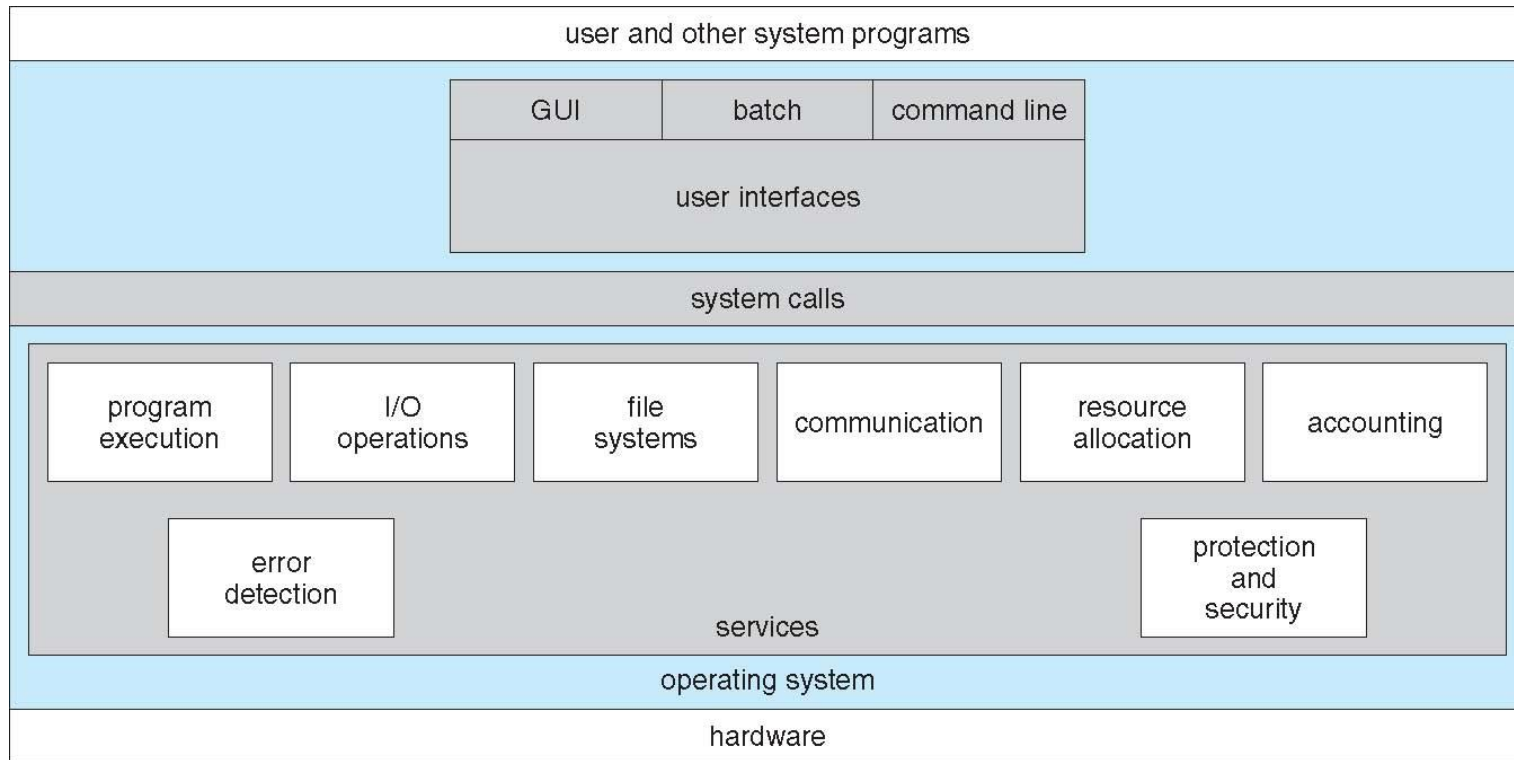 user and other system programs
GUI
batch
command line
user interfaces
system calls
program
execution
I/O
operations
file
systems
communication
resource
allocation
accounting
error
detection
protection
and
security
services
operating system
hardware